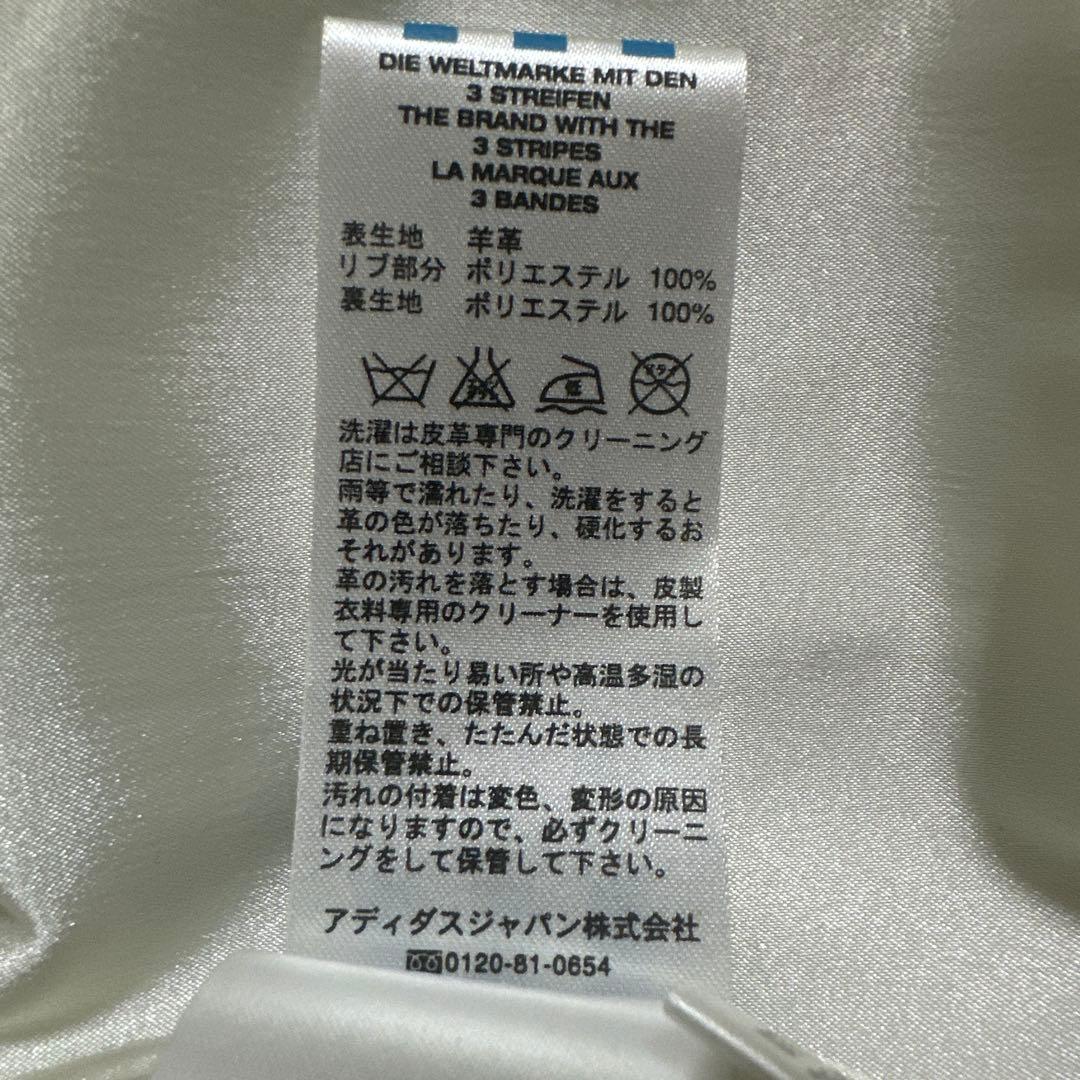 DIE WELTMARKE MIT DEN
3 STREIFEN
THE BRAND WITH THE
3 STRIPES
LA MARQUE AUX
3 BANDES
表生地 羊革
リブ部分 ポリエステル 100%
裏生地 ポリエステル 100%
低 ドライ
洗濯は皮革専門のクリーニング
店にご相談下さい。
雨等で濡れたり、洗濯をすると
革の色が落ちたり、硬化するお
それがあります。
革の汚れを落とす場合は、皮製
衣料専用のクリーナーを使用し
て下さい。
光が当たり易い所や高温多湿の
状況下での保管禁止。
重ね置き、たたんだ状態での長
期保管禁止。
汚れの付着は変色、変形の原因
になりますので、必ずクリーニ
ングをして保管して下さい。
アディダスジャパン株式会社
0120-81-0654